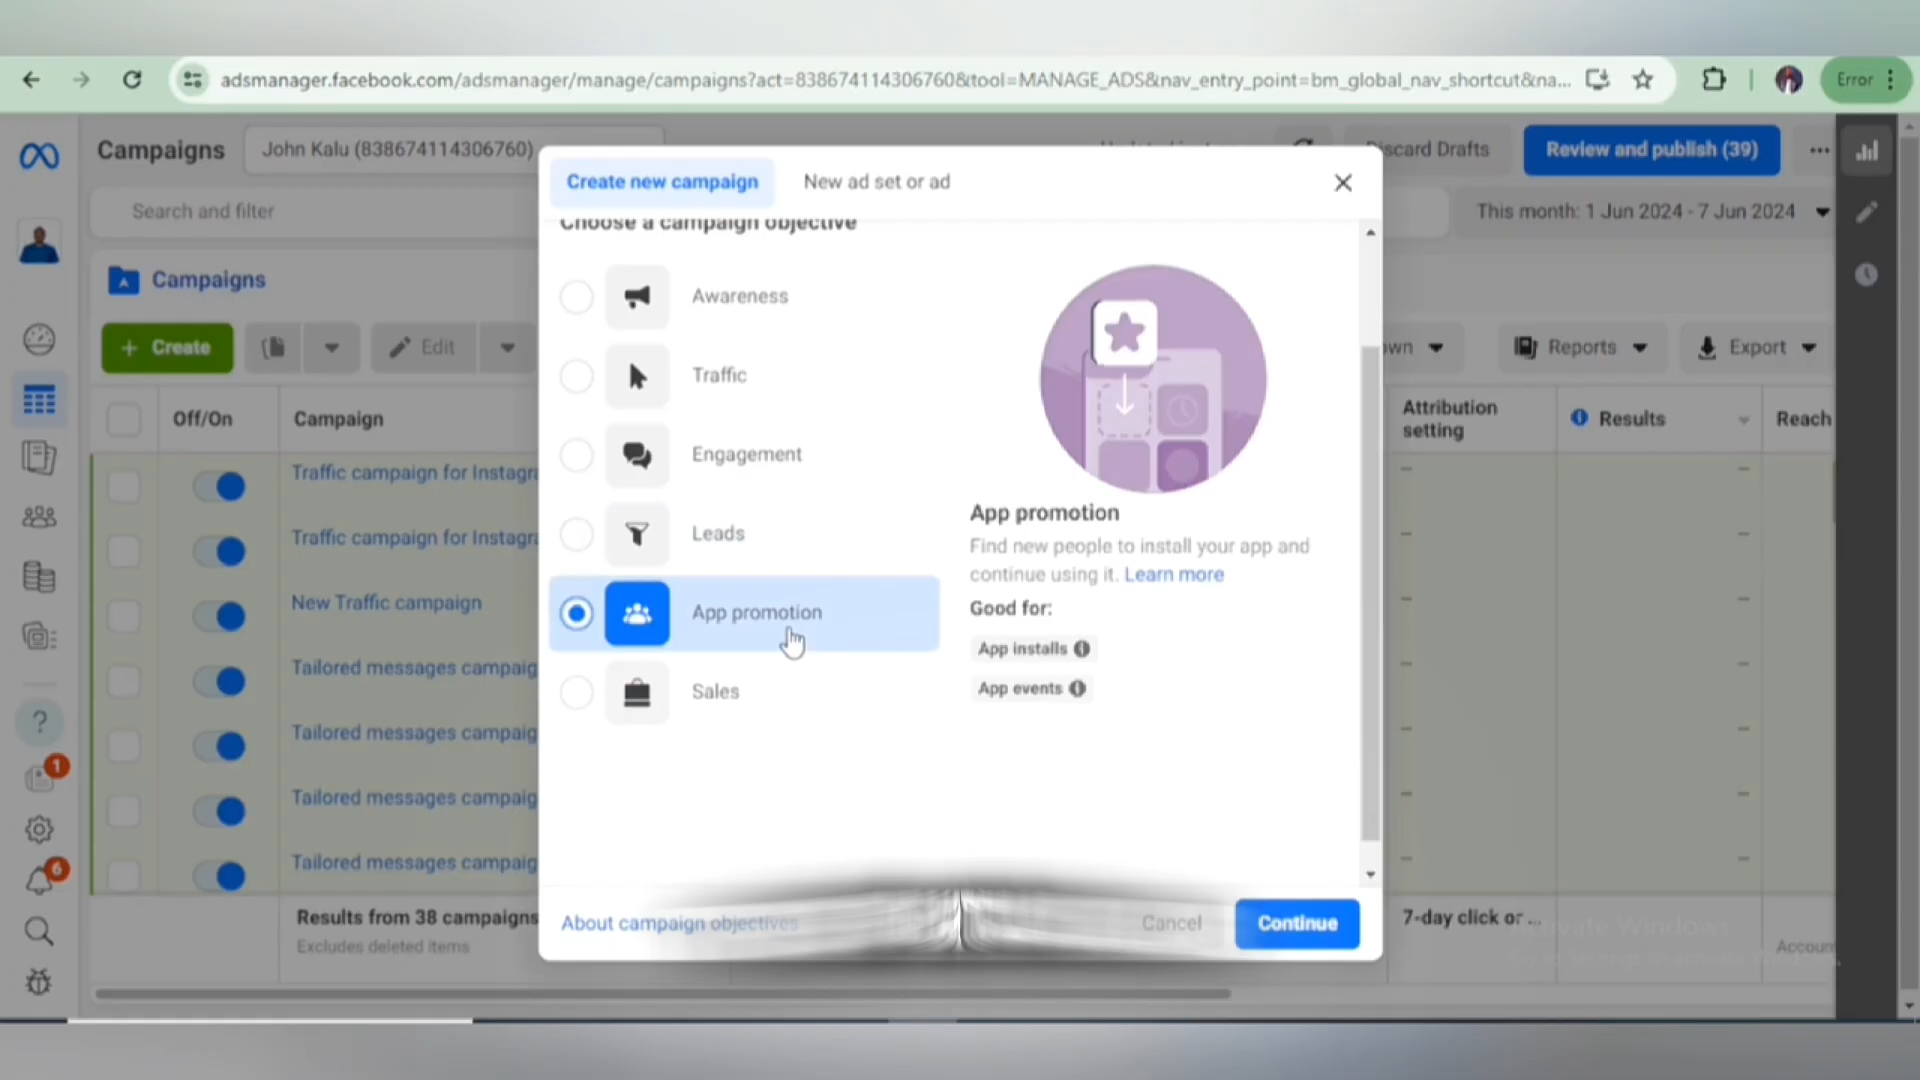 adsmanager.facebook.com/adsmanager/manage/campaigns?act=838674114306760&tool=MANAGE_ADS&nav_entry_point=bm_global_nav_shortcut&na...
Error
Campaigns
John Kalu (838674114306760)
Discard Drafts
Review and publish (39)
Create new campaign
New ad set or ad
Search and filter
This month: 1 Jun 2024 - 7 Jun 2024
Choose a campaign objective
Campaigns
Awareness
+ Create
Edit
Traffic
wn
Reports
Export
Off/On
Campaign
Attribution setting
Results
Reach
Engagement
Traffic campaign for Instagra
Traffic campaign for Instagra
Leads
App promotion
Find new people to install your app and
continue using it. Learn more
New Traffic campaign
App promotion
Good for:
App installs
App events
Tailored messages campaig
Sales
Tailored messages campaig
Tailored messages campaig
Tailored messages campaig
1
6
Results from 38 campaigns
Excludes deleted items
About campaign objectives
Cancel
Continue
7-day click or ...
Activate Windows
Accoun